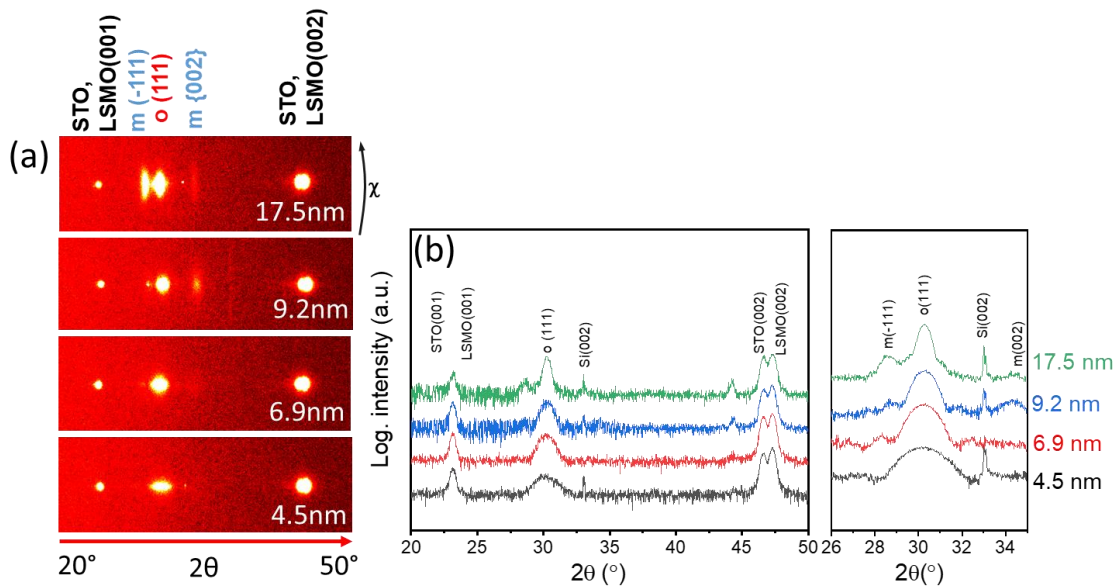 (a)
STO,
LSMO(001)
m (-111)
o (111)
m {002}
STO,
LSMO(002)
χ
17.5nm
9.2nm
6.9nm
4.5nm
20°
2θ
50°
(b)
Log. intensity (a.u.)
STO(001)
LSMO(001)
o (111)
Si(002)
STO(002)
LSMO(002)
20 25 30 35 40 45 50
2θ (°)
m(-111)
o(111)
Si(002)
m(002)
17.5 nm
9.2 nm
6.9 nm
4.5 nm
26 28 30 32 34
2θ(°)